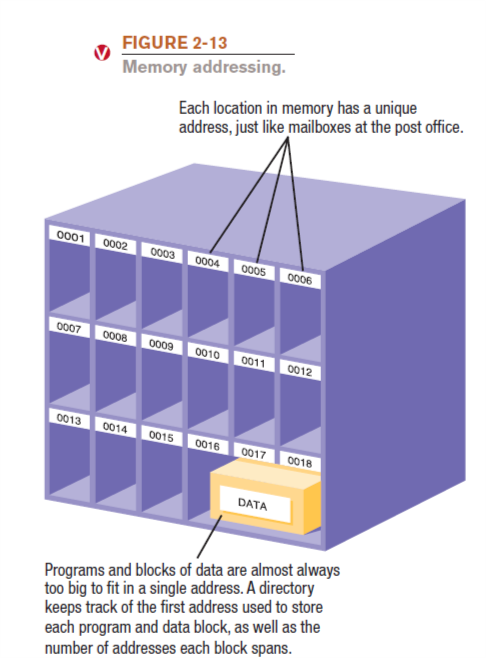 FIGURE 2-13
Memory addressing.
Each location in memory has a unique
address, just like mailboxes at the post office.
0001 0002 0003 0004 0005 0006
0007 0008 0009 0010 0011 0012
0013 0014 0015 0016 0017 0018
DATA
Programs and blocks of data are almost always
too big to fit in a single address. A directory
keeps track of the first address used to store
each program and data block, as well as the
number of addresses each block spans.